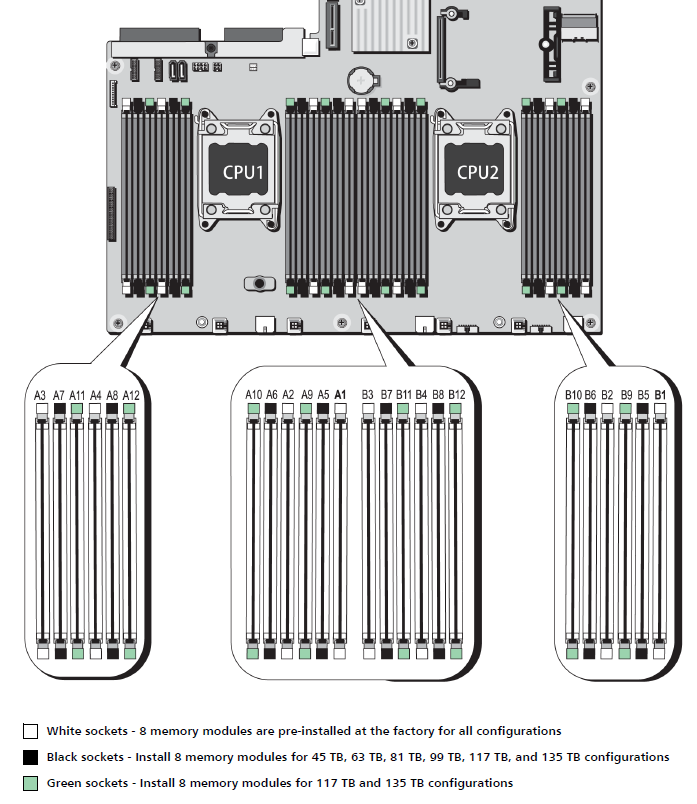 CPU1 CPU2
A3 A7 A11 A4 A8 A12
A10 A6 A2 A9 A5 A1 B3 B7 B11 B4 B8 B12
B10 B6 B2 B9 B5 B1
White sockets - 8 memory modules are pre-installed at the factory for all configurations
Black sockets - Install 8 memory modules for 45 TB, 63 TB, 81 TB, 99 TB, 117 TB, and 135 TB configurations
Green sockets - Install 8 memory modules for 117 TB and 135 TB configurations